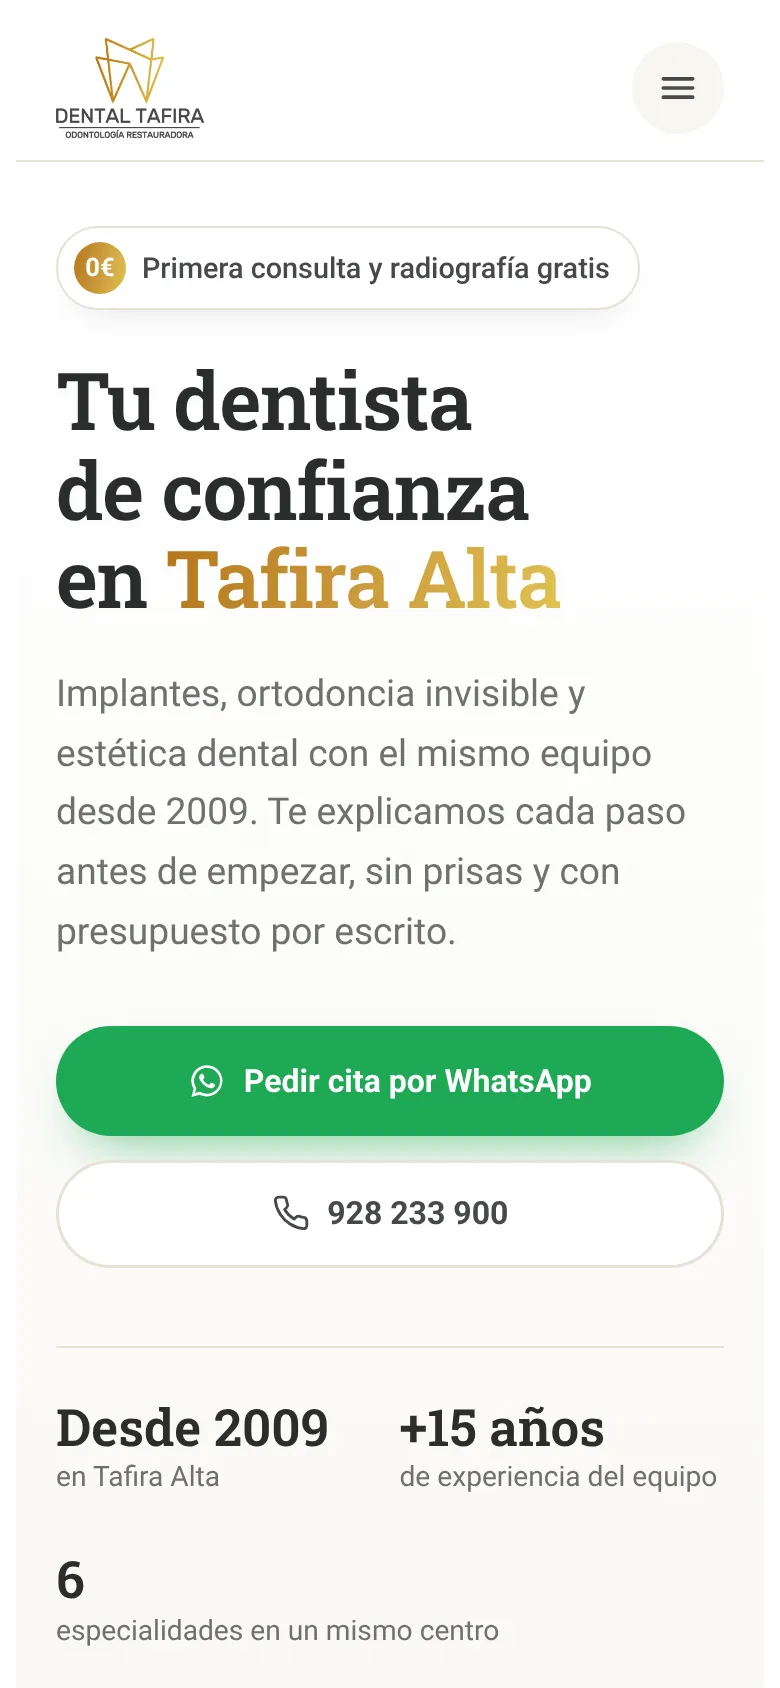 DENTAL TAFIRA
ODONTOLOGÍA RESTAURADORA
0€ Primera consulta y radiografía gratis
Tu dentista
de confianza
en Tafira Alta
Implantes, ortodoncia invisible y
estética dental con el mismo equipo
desde 2009. Te explicamos cada paso
antes de empezar, sin prisas y con
presupuesto por escrito.
Pedir cita por WhatsApp
928 233 900
Desde 2009
en Tafira Alta
+15 años
de experiencia del equipo
6
especialidades en un mismo centro